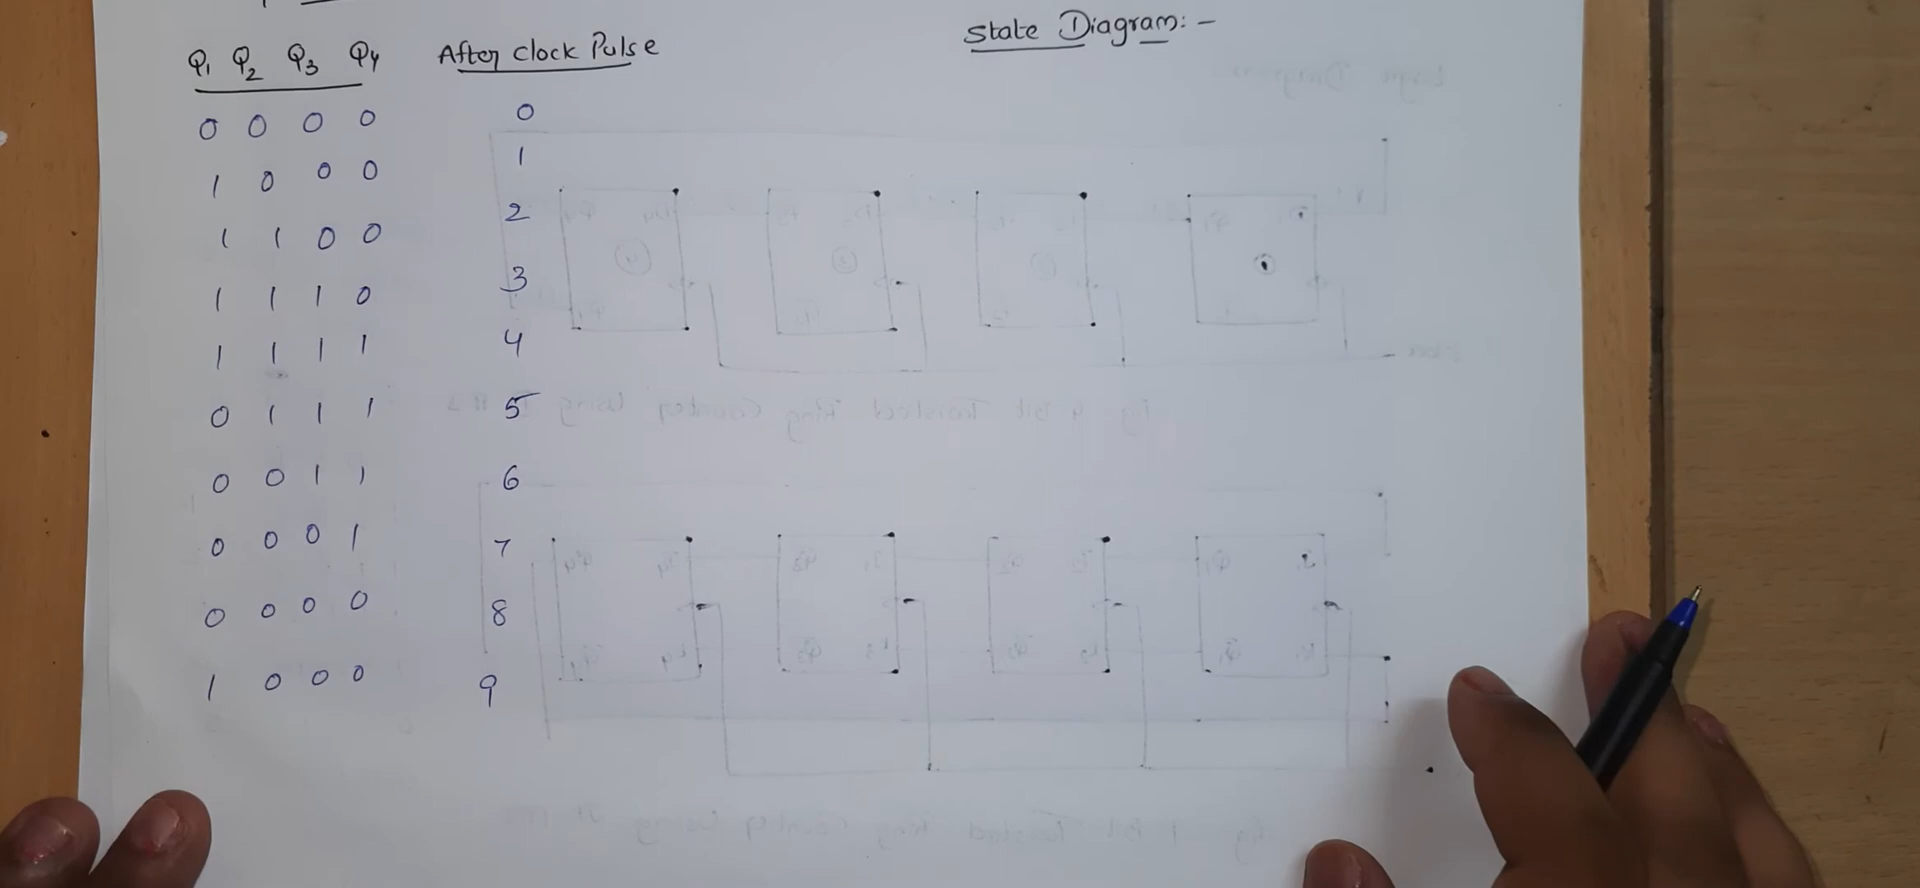 State Diagram: -
Q1 Q2 Q3 Q4 After Clock Pulse
0 0 0 0 0
1 0 0 0 1
1 1 0 0 2
1 1 1 0 3
1 1 1 1 4
0 1 1 1 5
0 0 1 1 6
0 0 0 1 7
0 0 0 0 8
1 0 0 0 9